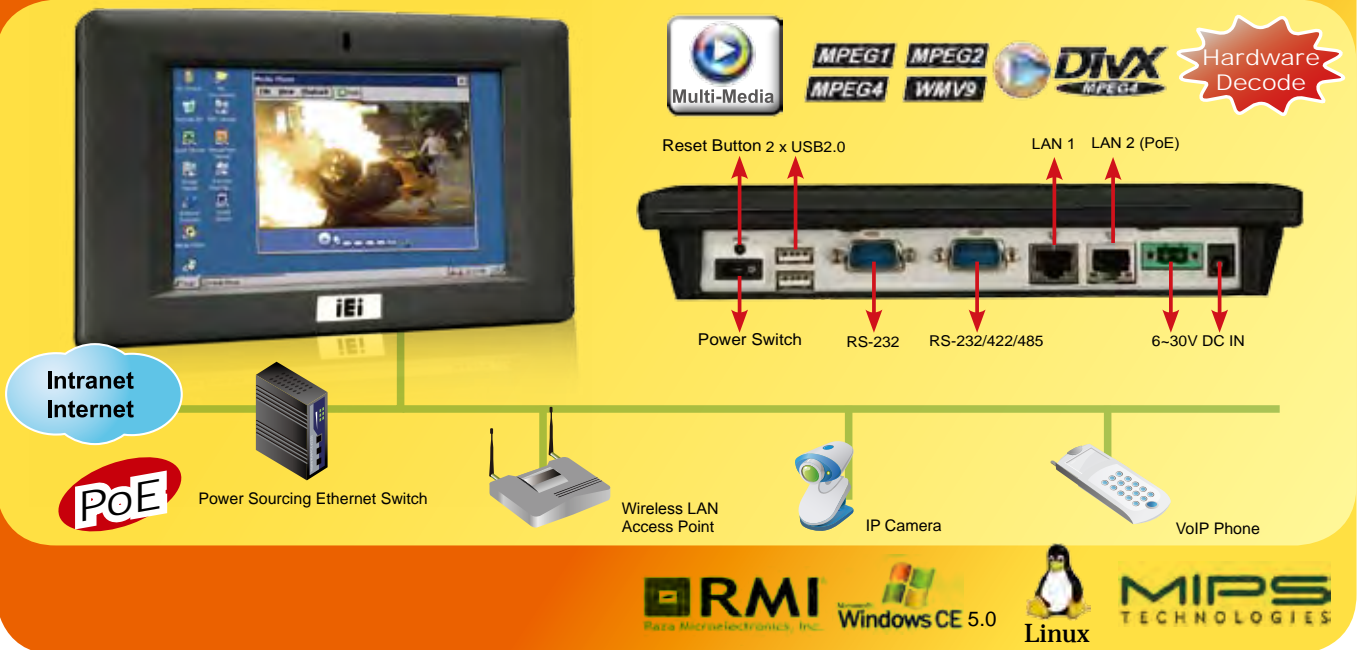 Multi-Media
MPEG1 MPEG2
MPEG4 WMV9
DIVX
MPEG4
Hardware
Decode
Reset Button 2 x USB2.0
LAN 1 LAN 2 (PoE)
Media Player
iEi
Power Switch
RS-232
RS-232/422/485
6~30V DC IN
Intranet
Internet
PoE
Power Sourcing Ethernet Switch
Wireless LAN
Access Point
IP Camera
VoIP Phone
RMI
Raza Microelectronics, Inc.
Microsoft
Windows CE 5.0
Linux
MIPS
TECHNOLOGIES